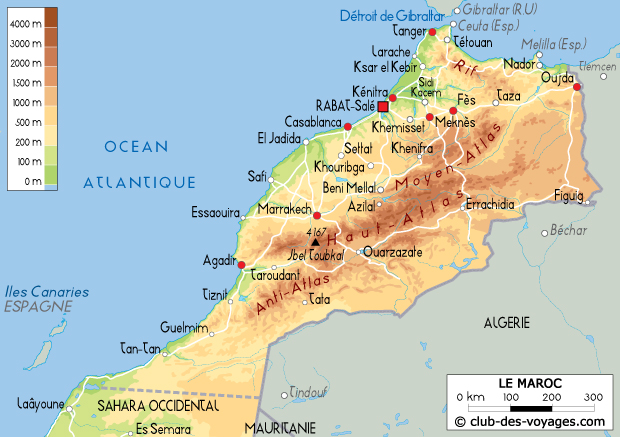 4000 m
3000 m
2000 m
1000 m
500 m
200 m
100 m
0 m
Détroit de Gibraltar
Gibraltar (R.U)
Ceuta (Esp.)
Tanger
Tétouan
Larache
Melilla (Esp.)
Ksar el Kebir
Rif
Nador
Tlemcen
Oujda
Sidi
Kacem
Kénitra
Fès
Taza
RABAT-Salé
Casablanca
Khemisset
Meknès
El Jadida
Settat
Khenifra
OCEAN
ATLANTIQUE
Khouribga
Moyen-Atlas
Safi
Beni Mellal
Essaouira
Marrakech
Azilal
Errachidia
Figuig
Haut-Atlas
Béchar
4167
Jbel Toubkal
Ouarzazate
Agadir
Taroudant
Anti-Atlas
Iles Canaries
ESPAGNE
Tiznit
Tata
Guelmim
ALGERIE
Tan-Tan
Tindouf
Laâyoune
SAHARA OCCIDENTAL
Es Semara
MAURITANIE
LE MAROC
0 km 100 200 300
© club-des-voyages.com